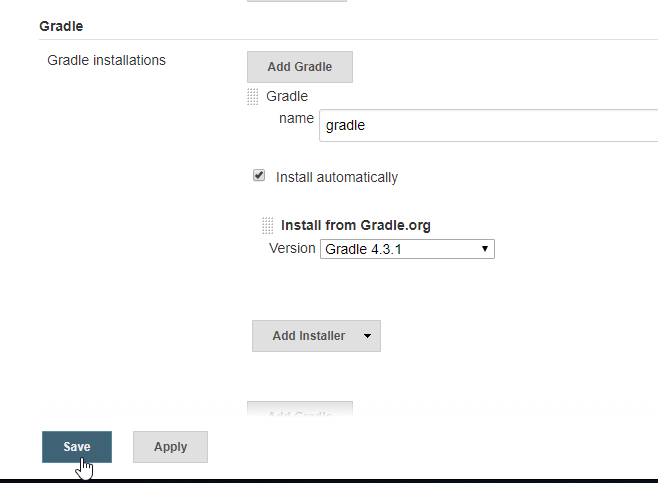 Gradle
Gradle installations
Add Gradle
Gradle
name
gradle
Install automatically
Install from Gradle.org
Version
Gradle 4.3.1
Add Installer
Add Gradle
Save
Apply